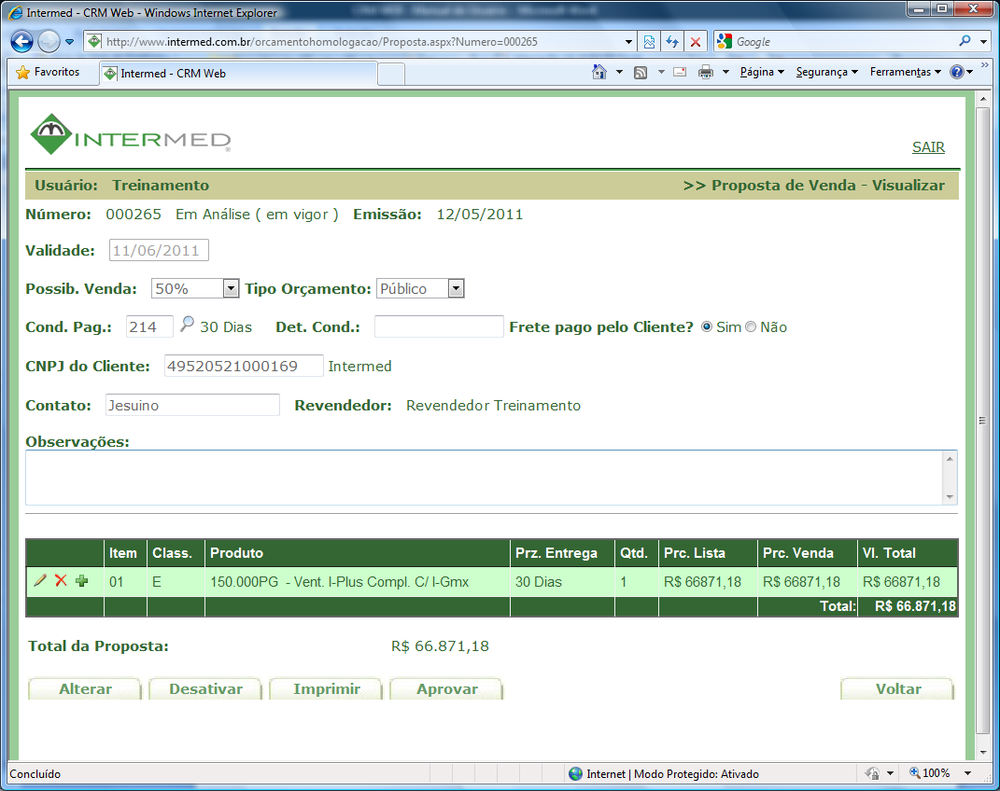 Intermed - CRM Web - Windows Internet Explorer
http://www.intermed.com.br/orcamentohomologacao/Proposta.aspx?Numero=000265
Google
Favoritos
Intermed - CRM Web
Página
Segurança
Ferramentas
INTERMED
SAIR
Usuário: Treinamento
>> Proposta de Venda - Visualizar
Número: 000265 Em Análise ( em vigor ) Emissão: 12/05/2011
Validade: 11/06/2011
Possib. Venda: 50% Tipo Orçamento: Público
Cond. Pag.: 214 30 Dias Det. Cond.: Frete pago pelo Cliente? Sim Não
CNPJ do Cliente: 49520521000169 Intermed
Contato: Jesuino Revendedor: Revendedor Treinamento
Observações:
Item Class. Produto Prz. Entrega Qtd. Prc. Lista Prc. Venda Vl. Total
01 E 150.000PG - Vent. I-Plus Compl. C/ I-Gmx 30 Dias 1 R$ 66871,18 R$ 66871,18 R$ 66871,18
Total: R$ 66.871,18
Total da Proposta: R$ 66.871,18
Alterar Desativar Imprimir Aprovar Voltar
Concluído
Internet | Modo Protegido: Ativado
100%